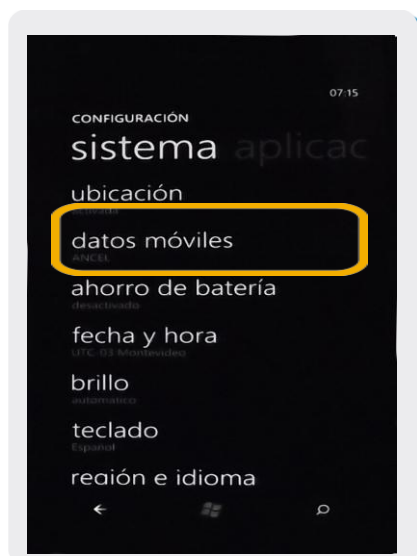 07:15
CONFIGURACIÓN
sistema aplicac
ubicación
activada
datos móviles
ANCEL
ahorro de batería
desactivado
fecha y hora
UTC-03 Montevideo
brillo
automático
teclado
Español
región e idioma